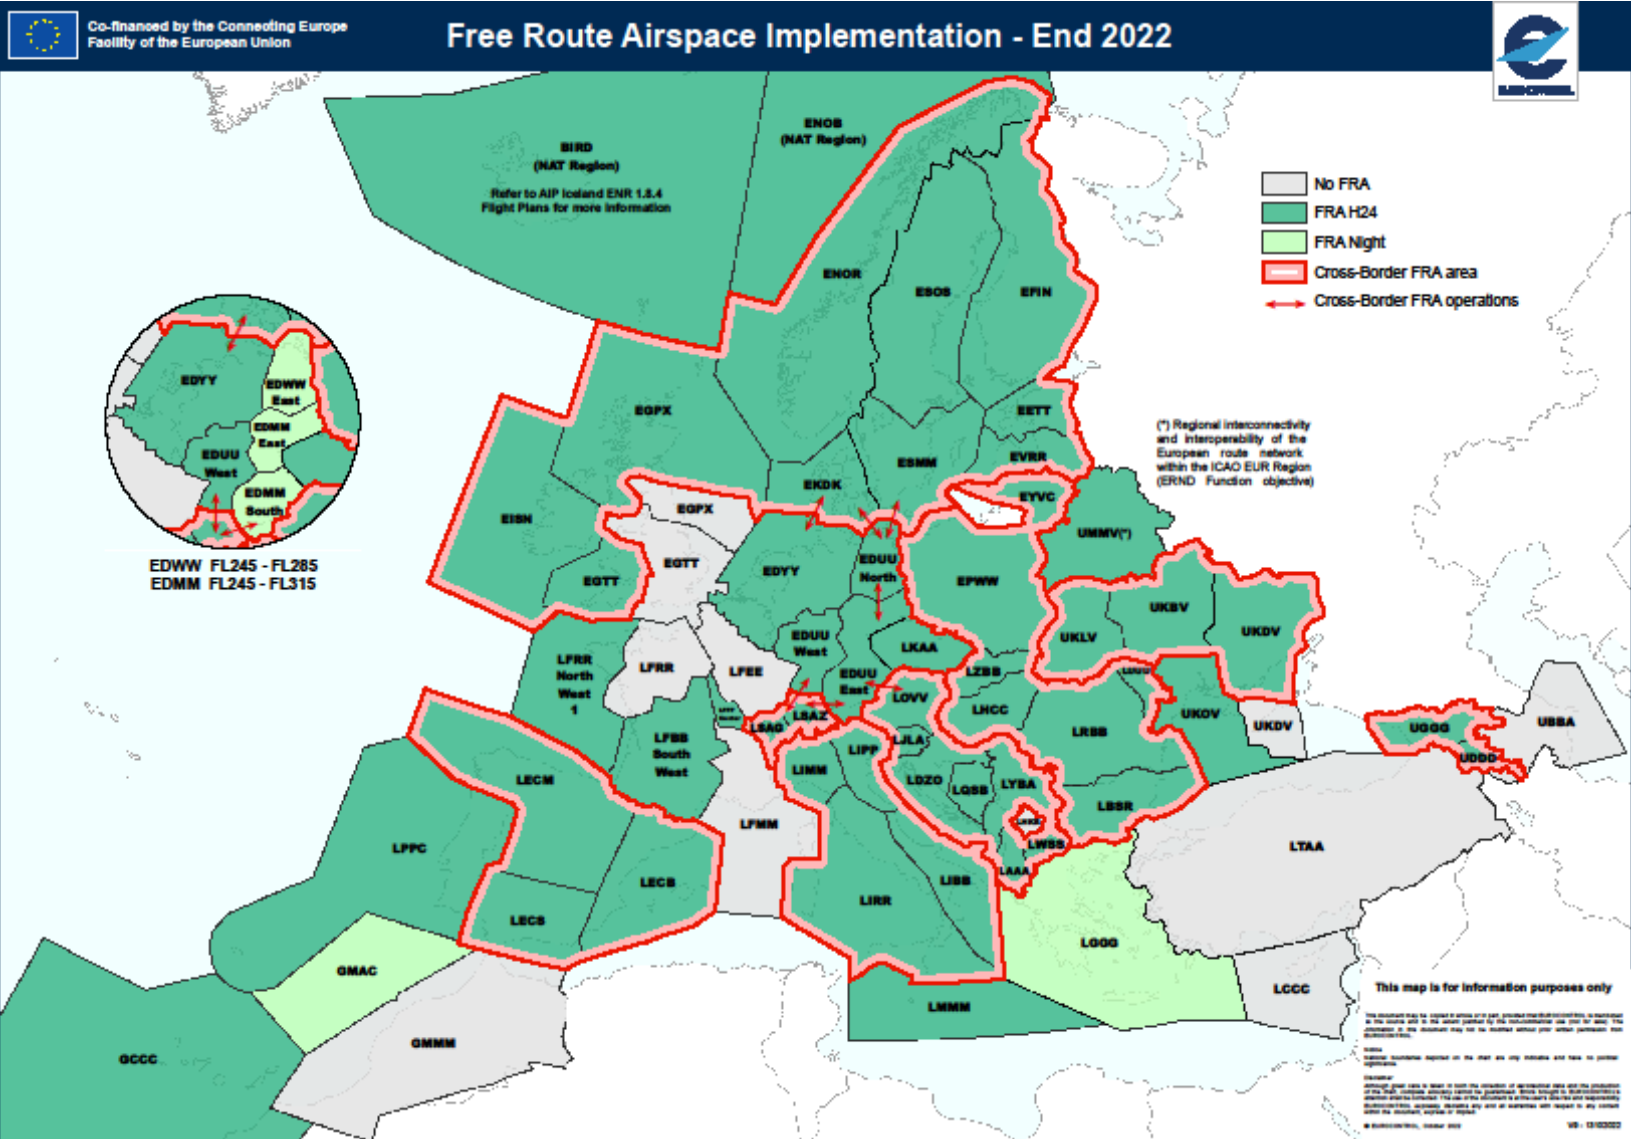 Co-financed by the Connecting Europe
Facility of the European Union
Free Route Airspace Implementation - End 2022
No FRA
FRA H24
FRA Night
Cross-Border FRA area
Cross-Border FRA operations
BIRD
(NAT Region)
Refer to AIP Iceland ENR 1.8.4
Flight Plans for more information
ENOB
(NAT Region)
ENOR
ESOS
EFIN
EGPX
EETT
EVRR
ESMM
EKDK
EYVC
EISN
EGPX
EGTT
EGTT
EDYY
EDUU
North
EPWW
UMMV(*)
UKBV
UKLV
UKDV
(*) Regional interconnectivity
and interoperability of the
European route network
within the ICAO EUR Region
(ERND Function objective)
EDYY
EDWW
East
EDMM
East
EDUU
West
EDMM
South
EDWW FL245 - FL285
EDMM FL245 - FL315
LFRR
North
West
1
LFRR
LFEE
EDUU
West
EDUU
East
LKAA
LZBB
LOVV
LHCC
LRBB
UKOV
UKDV
UGGG
UDDD
UBBA
LSAG
LSAZ
LFBB
South
West
LJLA
LIPP
LIMM
LDZO
LQSB
LYBA
LBSR
LECM
LFMM
LWSS
LAAA
LTAA
LPPC
LECB
LECS
LIRR
LIBB
LGGG
GMAC
LCCC
LMMM
GMMM
GCCC
This map is for information purposes only